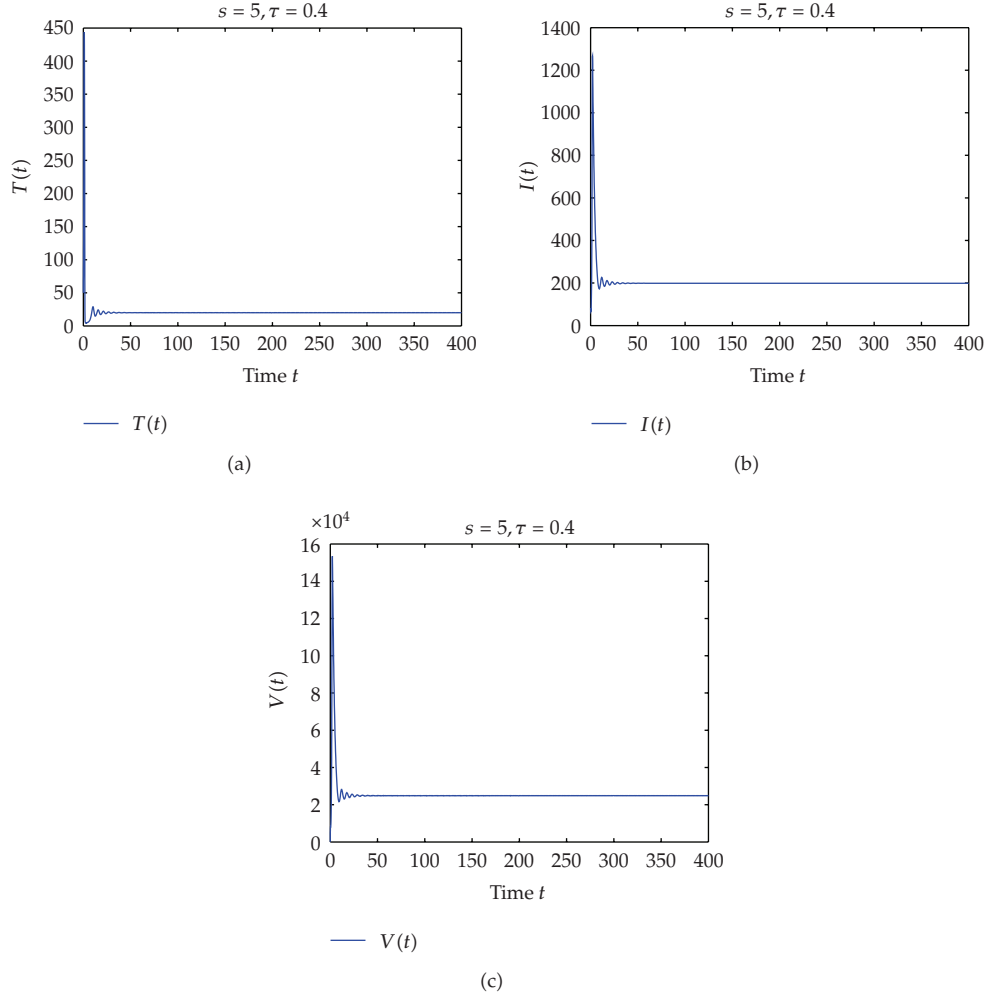 s = 5, τ = 0.4
450
400
350
300
250
200
150
100
50
0
T(t)
0 50 100 150 200 250 300 350 400
Time t
T(t)
(a)
s = 5, τ = 0.4
1400
1200
1000
800
600
400
200
0
I(t)
0 50 100 150 200 250 300 350 400
Time t
I(t)
(b)
×10⁴
s = 5, τ = 0.4
16
14
12
10
8
6
4
2
0
V(t)
0 50 100 150 200 250 300 350 400
Time t
V(t)
(c)